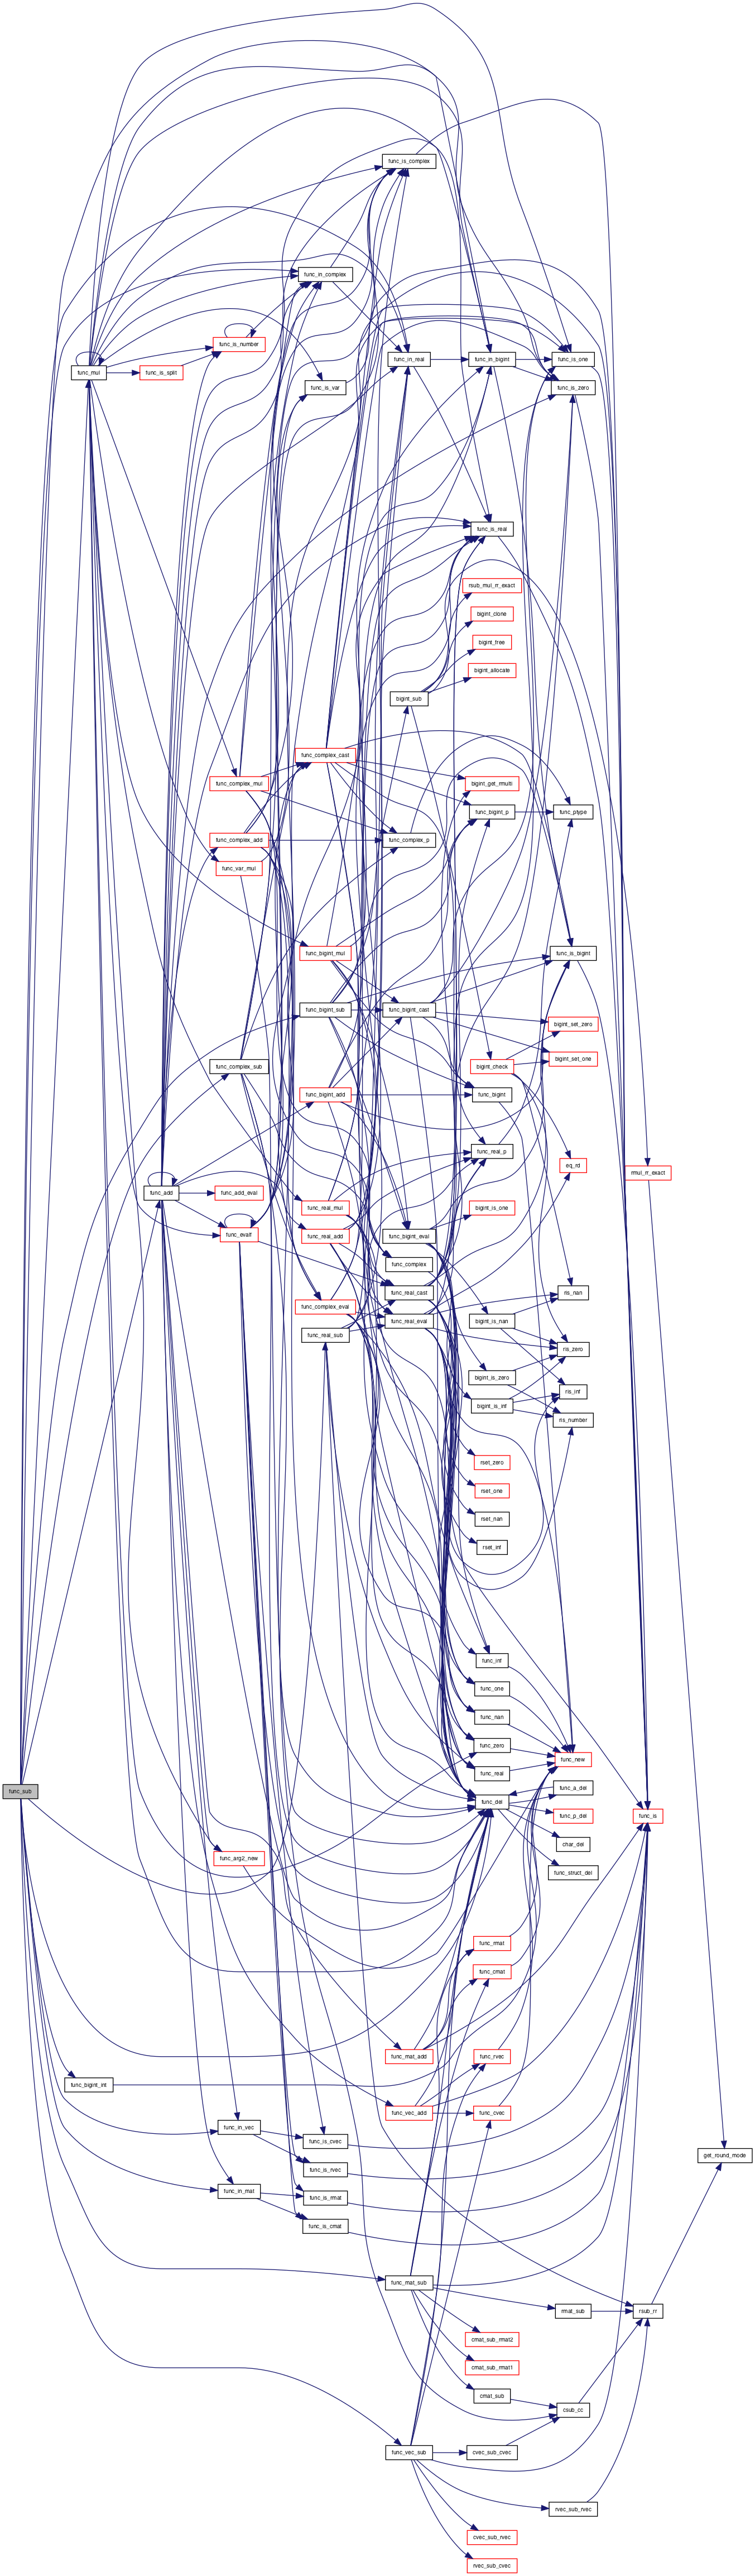 func_is_complex
func_in_complex
func_is_number
func_in_real
func_in_bigint
func_is_one
func_mul
func_is_split
func_is_var
func_is_zero
func_is_real
rsub_mul_rr_exact
bigint_clone
bigint_free
bigint_allocate
bigint_sub
func_complex_cast
func_complex_mul
bigint_get_rmulti
func_bigint_p
func_ptype
func_complex_add
func_complex_p
func_var_mul
rmul_rr_exact
func_bigint_mul
func_is_bigint
func_bigint_sub
func_bigint_cast
bigint_set_zero
bigint_set_one
func_complex_sub
bigint_check
func_bigint_add
func_bigint
func_real_p
eq_rd
func_add
func_add_eval
func_real_mul
bigint_is_one
func_evalf
func_real_add
func_bigint_eval
func_complex
func_real_cast
ris_nan
func_complex_eval
func_real_eval
bigint_is_nan
func_real_sub
ris_zero
bigint_is_zero
ris_inf
bigint_is_inf
ris_number
rset_zero
rset_one
rset_nan
rset_inf
func_inf
func_one
func_nan
func_zero
func_new
func_real
func_a_del
func_sub
func_del
func_p_del
func_is
char_del
func_arg2_new
func_struct_del
func_rmat
func_cmat
func_mat_add
func_rvec
func_bigint_int
func_vec_add
func_cvec
func_in_vec
func_is_cvec
get_round_mode
func_is_rvec
func_in_mat
func_is_rmat
func_is_cmat
func_mat_sub
rmat_sub
rsub_rr
cmat_sub_rmat2
cmat_sub_rmat1
cmat_sub
csub_cc
func_vec_sub
cvec_sub_cvec
rvec_sub_rvec
cvec_sub_rvec
rvec_sub_cvec